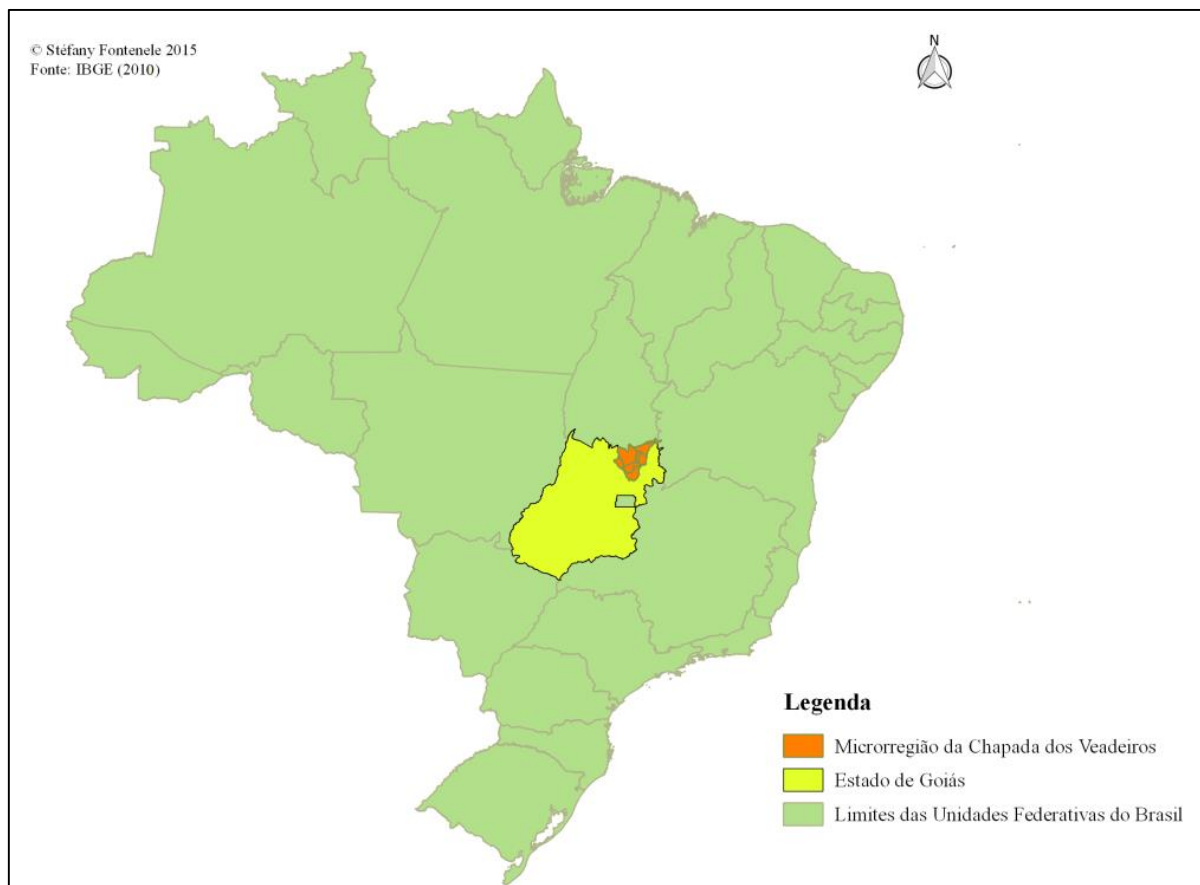 © Stéfany Fontenele 2015
Fonte: IBGE (2010)
N
Legenda
Microrregião da Chapada dos Veadeiros
Estado de Goiás
Limites das Unidades Federativas do Brasil